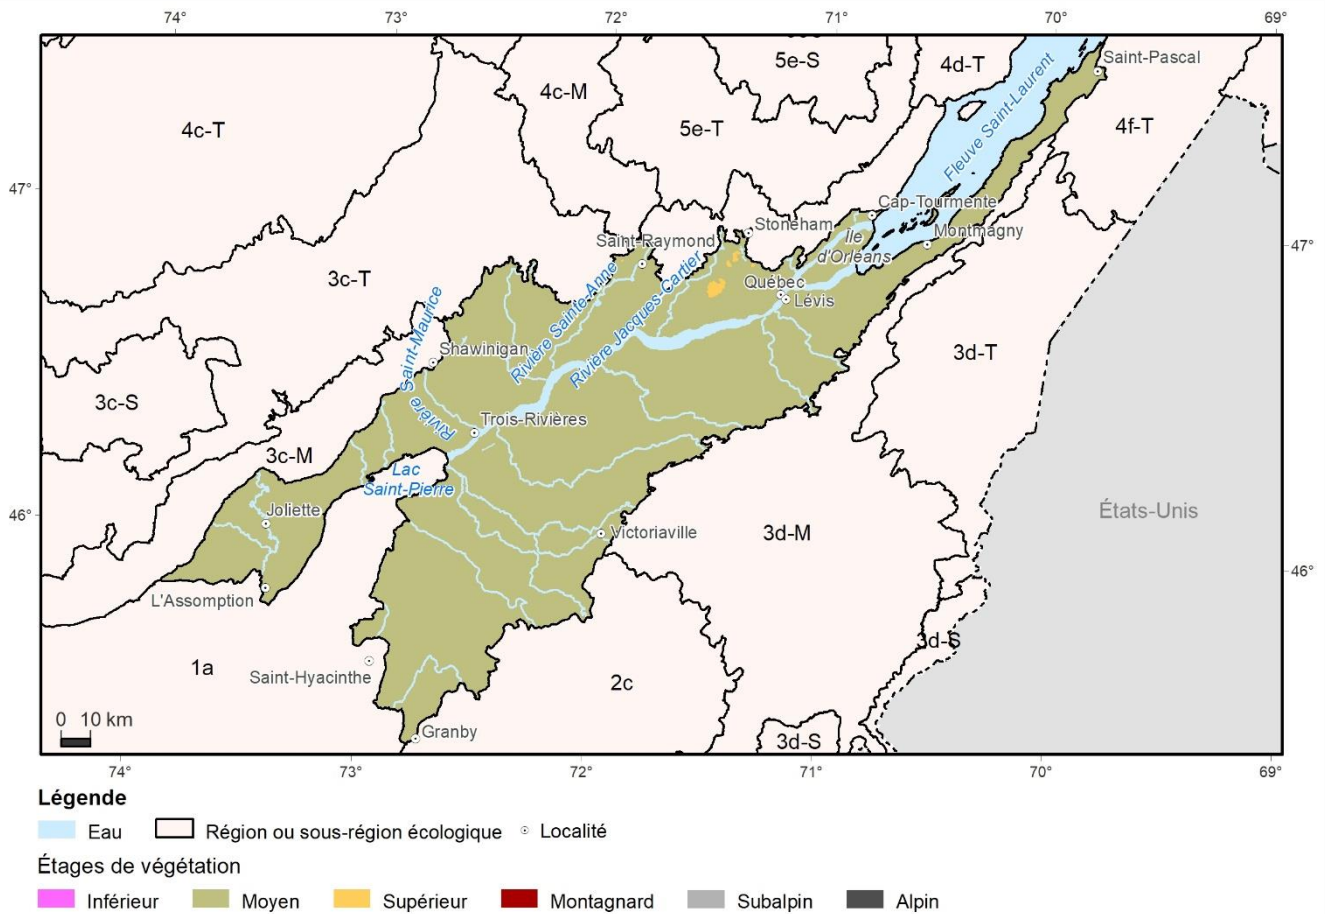 74° 73° 72° 71° 70° 69°
5e-S
4d-T
Saint-Pascal
4c-M
Fleuve Saint-Laurent
4c-T
5e-T
4f-T
47°
Cap-Tourmente
Stoneham
Montmagny
47°
Île
d'Orléans
Saint-Raymond
3c-T
Québec
Lévis
Rivière Sainte-Anne
Rivière Jacques-Cartier
Rivière Saint-Maurice
Shawinigan
3d-T
3c-S
Trois-Rivières
3c-M
Lac
Saint-Pierre
Joliette
46°
États-Unis
Victoriaville
3d-M
46°
L'Assomption
3d-S
1a
Saint-Hyacinthe
2c
0 10 km
Granby
3d-S
74° 73° 72° 71° 70° 69°
Légende
Eau Région ou sous-région écologique Localité
Étages de végétation
Inférieur Moyen Supérieur Montagnard Subalpin Alpin